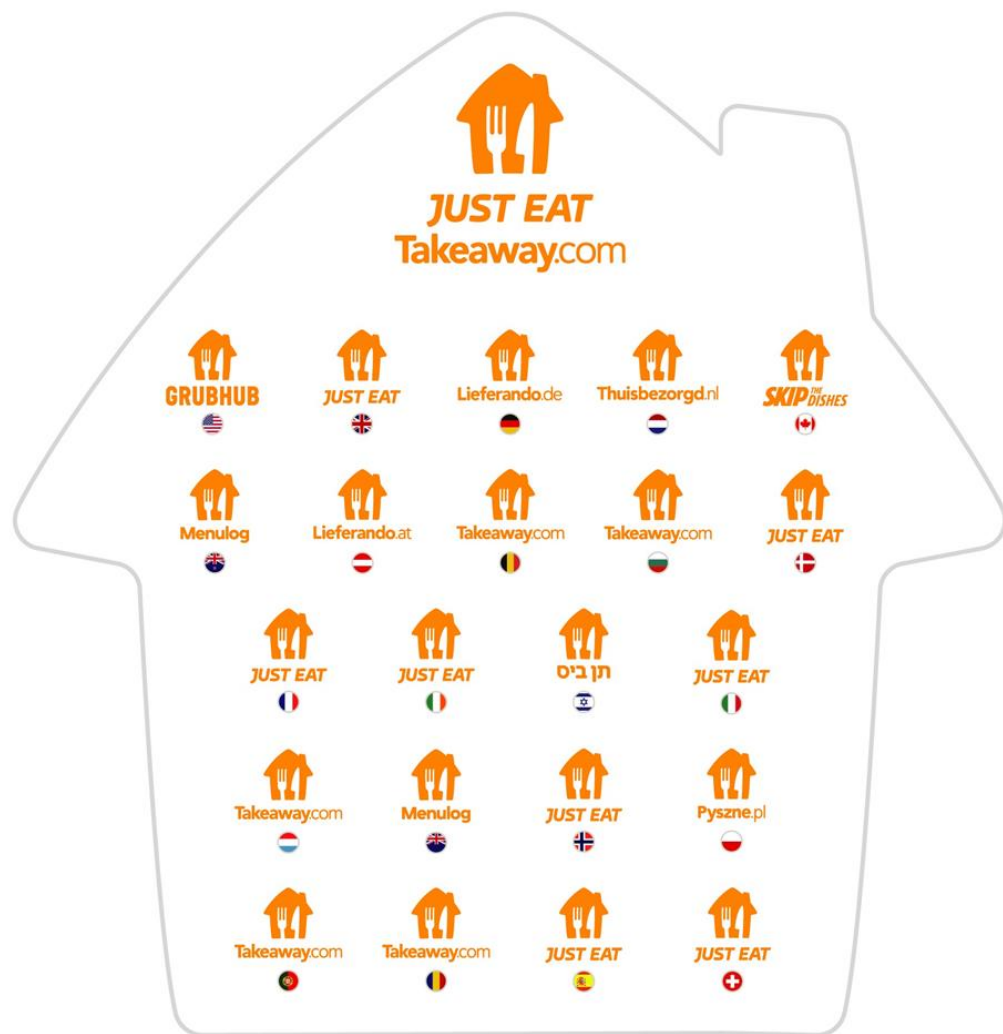 JUST EAT
Takeaway.com
GRUBHUB
JUST EAT
Lieferando.de
Thuisbezorgd.nl
SKIP THE DISHES
Menulog
Lieferando.at
Takeaway.com
Takeaway.com
JUST EAT
JUST EAT
JUST EAT
תן ביס
JUST EAT
Takeaway.com
Menulog
JUST EAT
Pyszne.pl
Takeaway.com
Takeaway.com
JUST EAT
JUST EAT